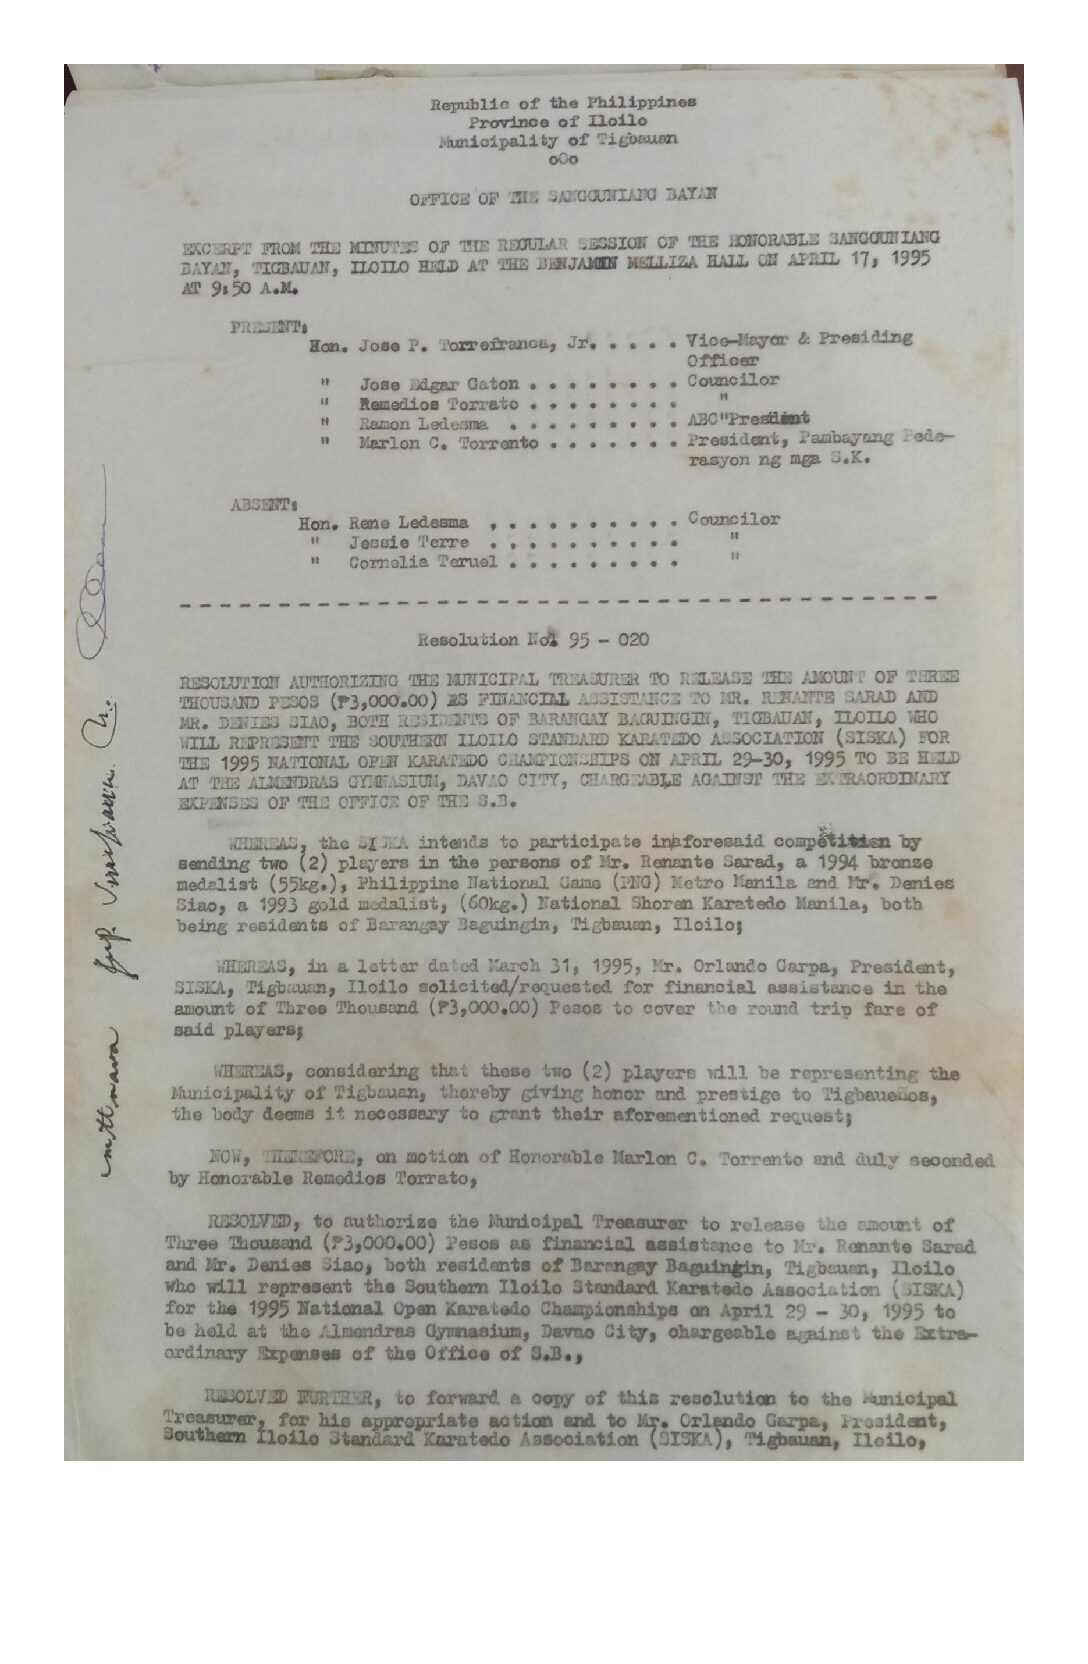 Republic of the Philippines
Province of Iloilo
Municipality of Tigbauan
oOo
OFFICE OF THE SANGGUNIANG BAYAN
EXCERPT FROM THE MINUTES OF THE REGULAR SESSION OF THE HONORABLE SANGGUNIANG
BAYAN, TIGBAUAN, ILOILO HELD AT THE BENJAMIN MELLIZA HALL ON APRIL 17, 1995
AT 9:50 A.M.
PRESENT:
Hon. Jose P. Torrefranca, Jr. . . . . Vice-Mayor & Presiding
Officer
" Jose Edgar Caton . . . . . . . . Councilor
" Remedios Torrato . . . . . . . . "
" Ramon Ledesma . . . . . . . . . ABC "President
" Marlon C. Torrento . . . . . . . President, Pambayang Pede-
rasyon ng mga S.K.
ABSENT:
Hon. Rene Ledesma , . . . . . . . . . Councilor
" Jessie Terre . . . . . . . . . . "
" Cornelia Teruel . . . . . . . . . "
----------------------------------------
Resolution No. 95 - 020
RESOLUTION AUTHORIZING THE MUNICIPAL TREASURER TO RELEASE THE AMOUNT OF THREE
THOUSAND PESOS (₱3,000.00) AS FINANCIAL ASSISTANCE TO MR. RENANTE SARAD AND
MR. DENIES SIAO, BOTH RESIDENTS OF BARANGAY BAGUINGIN, TIGBAUAN, ILOILO WHO
WILL REPRESENT THE SOUTHERN ILOILO STANDARD KARATEDO ASSOCIATION (SISKA) FOR
THE 1995 NATIONAL OPEN KARATEDO CHAMPIONSHIPS ON APRIL 29-30, 1995 TO BE HELD
AT THE ALMENDRAS GYMNASIUM, DAVAO CITY, CHARGEABLE AGAINST THE EXTRAORDINARY
EXPENSES OF THE OFFICE OF THE S.B.
WHEREAS, the SISKA intends to participate in aforesaid competition by
sending two (2) players in the persons of Mr. Renante Sarad, a 1994 bronze
medalist (55kg.), Philippine National Game (PNG) Metro Manila and Mr. Denies
Siao, a 1993 gold medalist, (60kg.) National Shoren Karatedo Manila, both
being residents of Barangay Baguingin, Tigbauan, Iloilo;
WHEREAS, in a letter dated March 31, 1995, Mr. Orlando Garpa, President,
SISKA, Tigbauan, Iloilo solicited/requested for financial assistance in the
amount of Three Thousand (₱3,000.00) Pesos to cover the round trip fare of
said players;
WHEREAS, considering that these two (2) players will be representing the
Municipality of Tigbauan, thereby giving honor and prestige to Tigbaueños,
the body deems it necessary to grant their aforementioned request;
NOW, THEREFORE, on motion of Honorable Marlon C. Torrento and duly seconded
by Honorable Remedios Torrato,
RESOLVED, to authorize the Municipal Treasurer to release the amount of
Three Thousand (₱3,000.00) Pesos as financial assistance to Mr. Renante Sarad
and Mr. Denies Siao, both residents of Barangay Baguingin, Tigbauan, Iloilo
who will represent the Southern Iloilo Standard Karatedo Association (SISKA)
for the 1995 National Open Karatedo Championships on April 29 - 30, 1995 to
be held at the Almendras Gymnasium, Davao City, chargeable against the Extra-
ordinary Expenses of the Office of S.B.,
RESOLVED FURTHER, to forward a copy of this resolution to the Municipal
Treasurer, for his appropriate action and to Mr. Orlando Garpa, President,
Southern Iloilo Standard Karatedo Association (SISKA), Tigbauan, Iloilo,